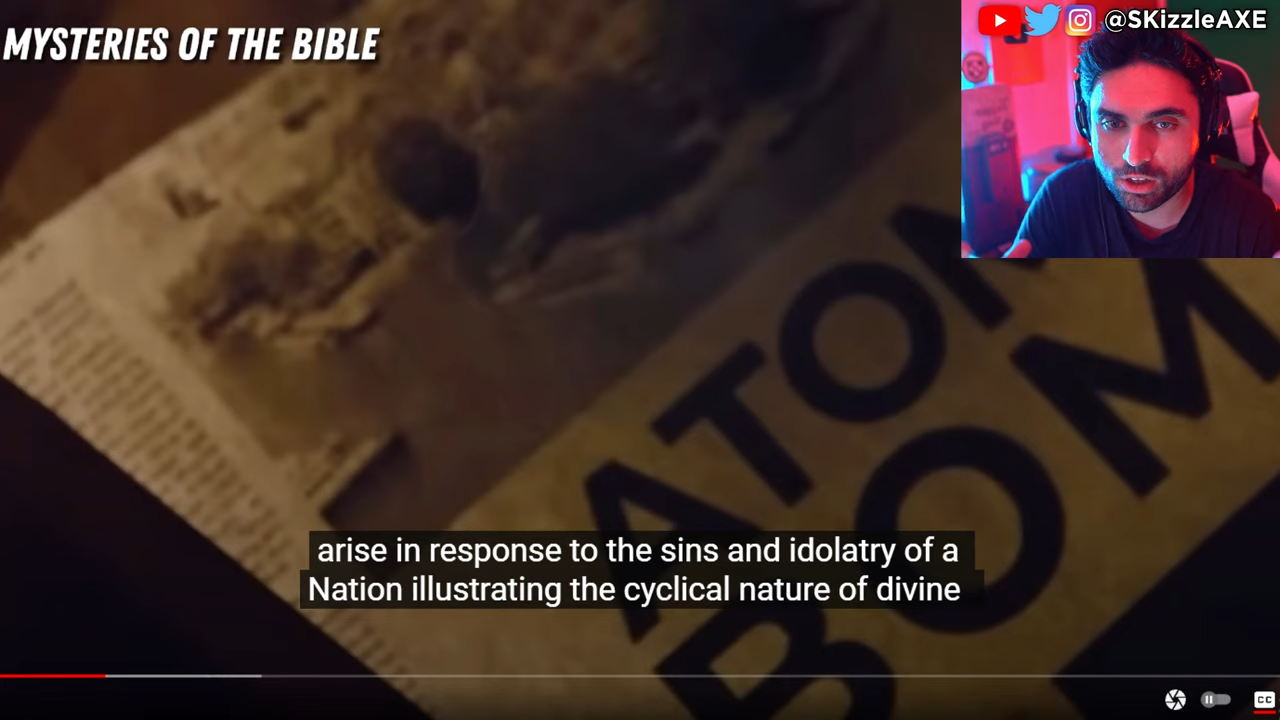 MYSTERIES OF THE BIBLE
@SKizzleAXE
ATOM
BOM
arise in response to the sins and idolatry of a
Nation illustrating the cyclical nature of divine
CC